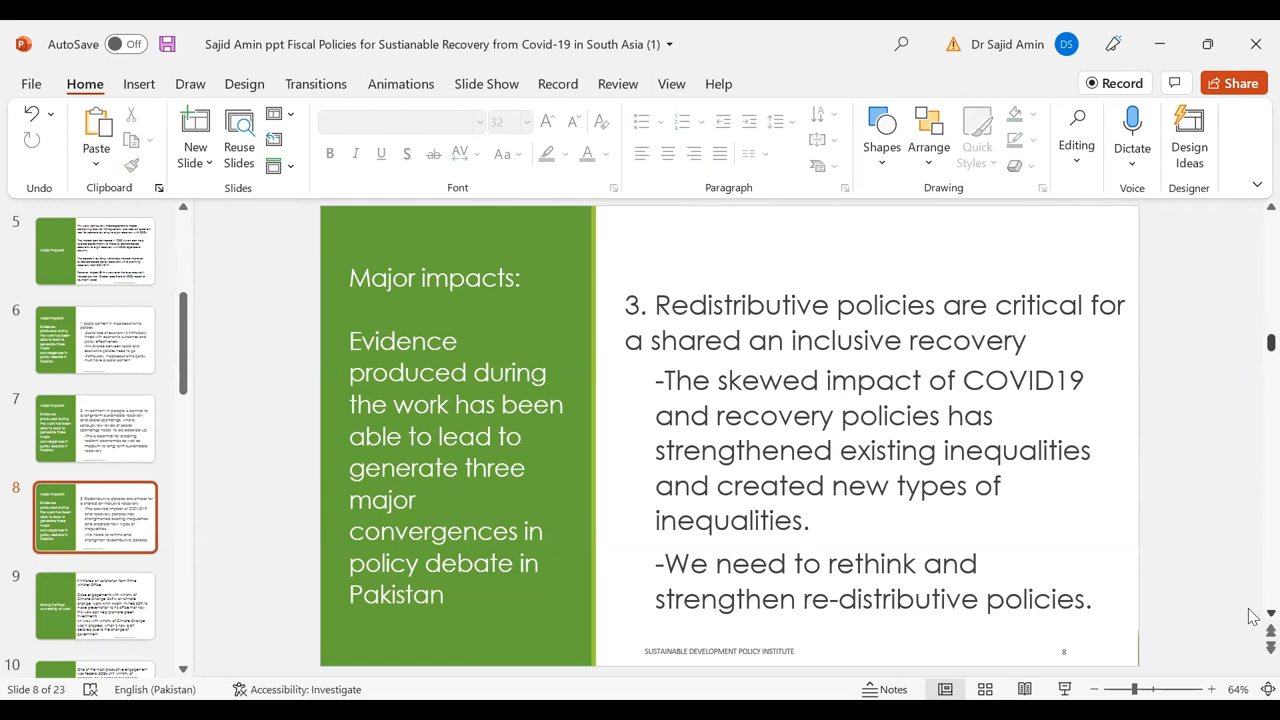 AutoSave Off Sajid Amin ppt Fiscal Policies for Sustianable Recovery from Covid-19 in South Asia (1) Dr Sajid Amin DS
File Home Insert Draw Design Transitions Animations Slide Show Record Review View Help Record Share
32
Paste New Slide Reuse Slides Shapes Arrange Quick Styles Editing Dictate Design Ideas
Undo Clipboard Slides Font Paragraph Drawing Voice Designer
5
6
7
8
9
10
Major impacts:
Evidence
produced during
the work has been
able to lead to
generate three
major
convergences in
policy debate in
Pakistan
3. Redistributive policies are critical for
a shared an inclusive recovery
-The skewed impact of COVID19
and recovery policies has
strengthened existing inequalities
and created new types of
inequalities.
-We need to rethink and
strengthen re-distributive policies.
SUSTAINABLE DEVELOPMENT POLICY INSTITUTE 8
Slide 8 of 23 English (Pakistan) Accessibility: Investigate Notes 64%